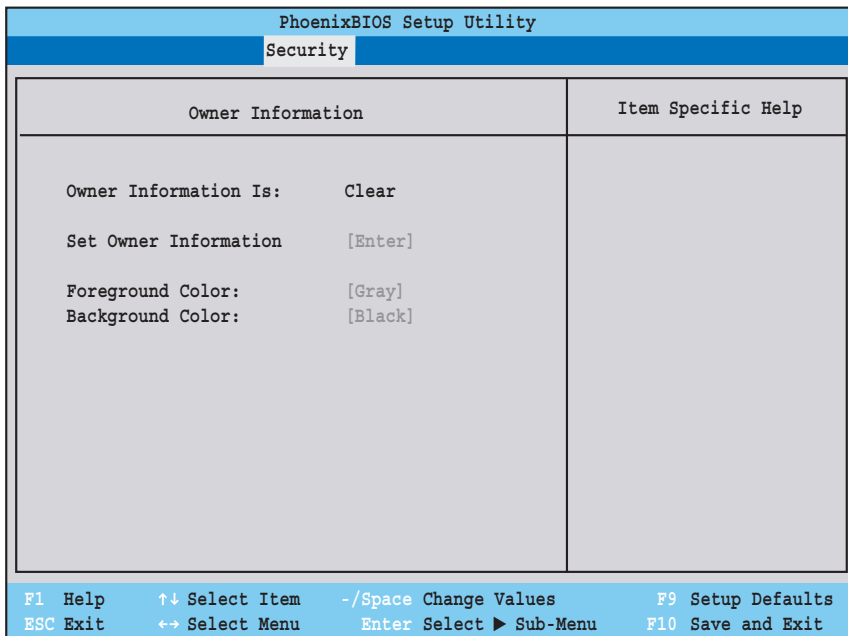 PhoenixBIOS Setup Utility
Security
Owner Information
Item Specific Help
Owner Information Is: Clear
Set Owner Information [Enter]
Foreground Color: [Gray]
Background Color: [Black]
F1 Help ↑↓ Select Item -/Space Change Values F9 Setup Defaults
ESC Exit ←→ Select Menu Enter Select ▶ Sub-Menu F10 Save and Exit